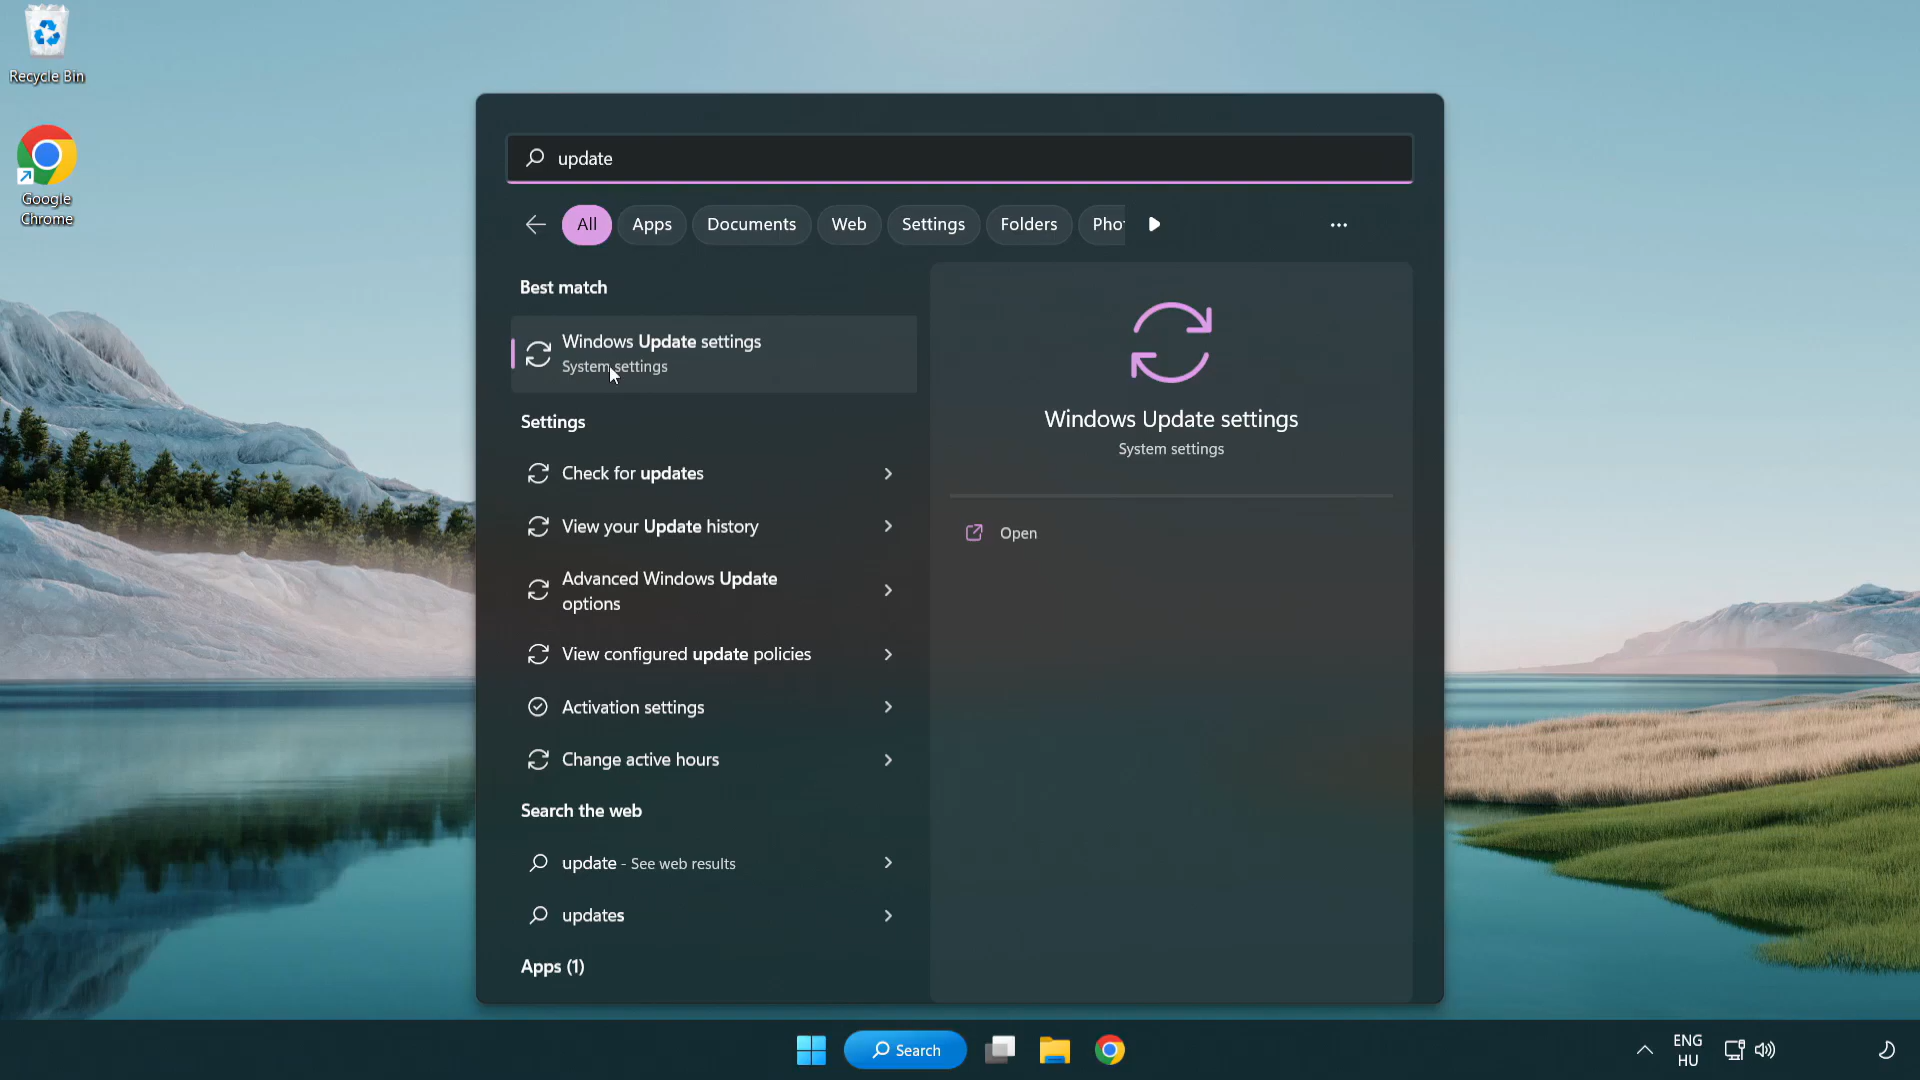 Recycle Bin
Google
Chrome
update
All
Apps
Documents
Web
Settings
Folders
Best match
Windows Update settings
System settings
Settings
Check for updates
View your Update history
Advanced Windows Update
options
View configured update policies
Activation settings
Change active hours
Search the web
update - See web results
updates
Apps (1)
Windows Update settings
System settings
Open
Search
ENG
HU